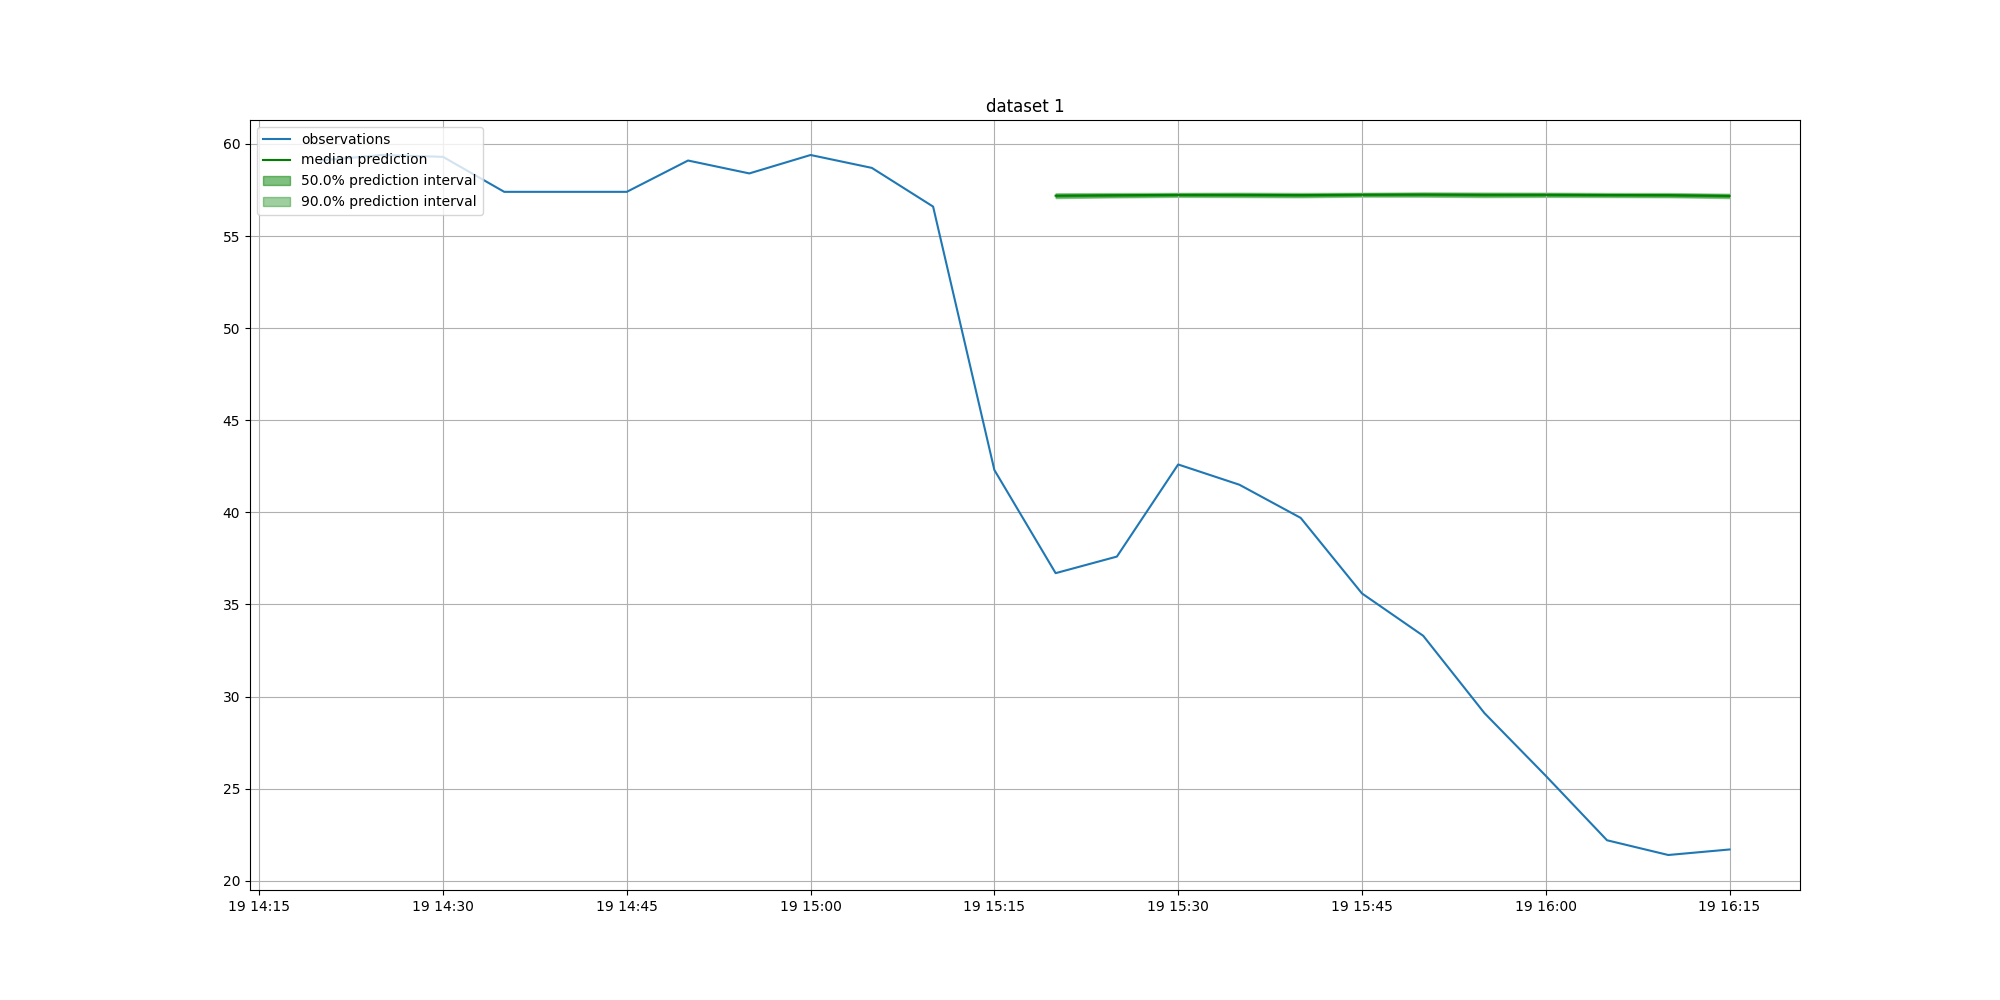 dataset 1
observations
median prediction
50.0% prediction interval
90.0% prediction interval
60
55
50
45
40
35
30
25
20
19 14:15 19 14:30 19 14:45 19 15:00 19 15:15 19 15:30 19 15:45 19 16:00 19 16:15